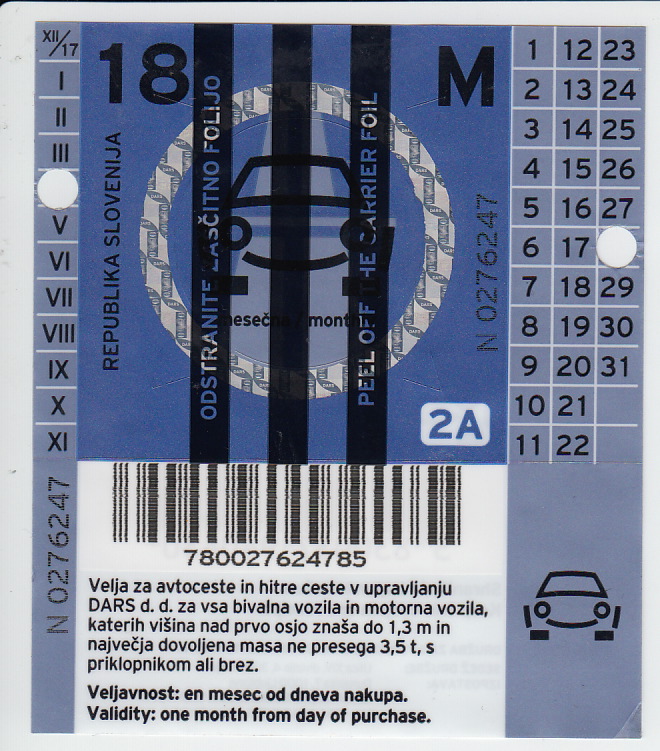 XII/17
I
II
III
V
VI
VII
VIII
IX
X
XI
N 0276247
18 M
REPUBLIKA SLOVENIJA
ODSTRANITE ZAŠČITNO FOLIJO
PEEL OFF THE CARRIER FOIL
mesečna / month
N 0276247
2A
1 12 23
2 13 24
3 14 25
4 15 26
5 16 27
6 17
7 18 29
8 19 30
9 20 31
10 21
11 22
780027624785
Velja za avtoceste in hitre ceste v upravljanju
DARS d. d. za vsa bivalna vozila in motorna vozila,
katerih višina nad prvo osjo znaša do 1,3 m in
največja dovoljena masa ne presega 3,5 t, s
priklopnikom ali brez.
Veljavnost: en mesec od dneva nakupa.
Validity: one month from day of purchase.